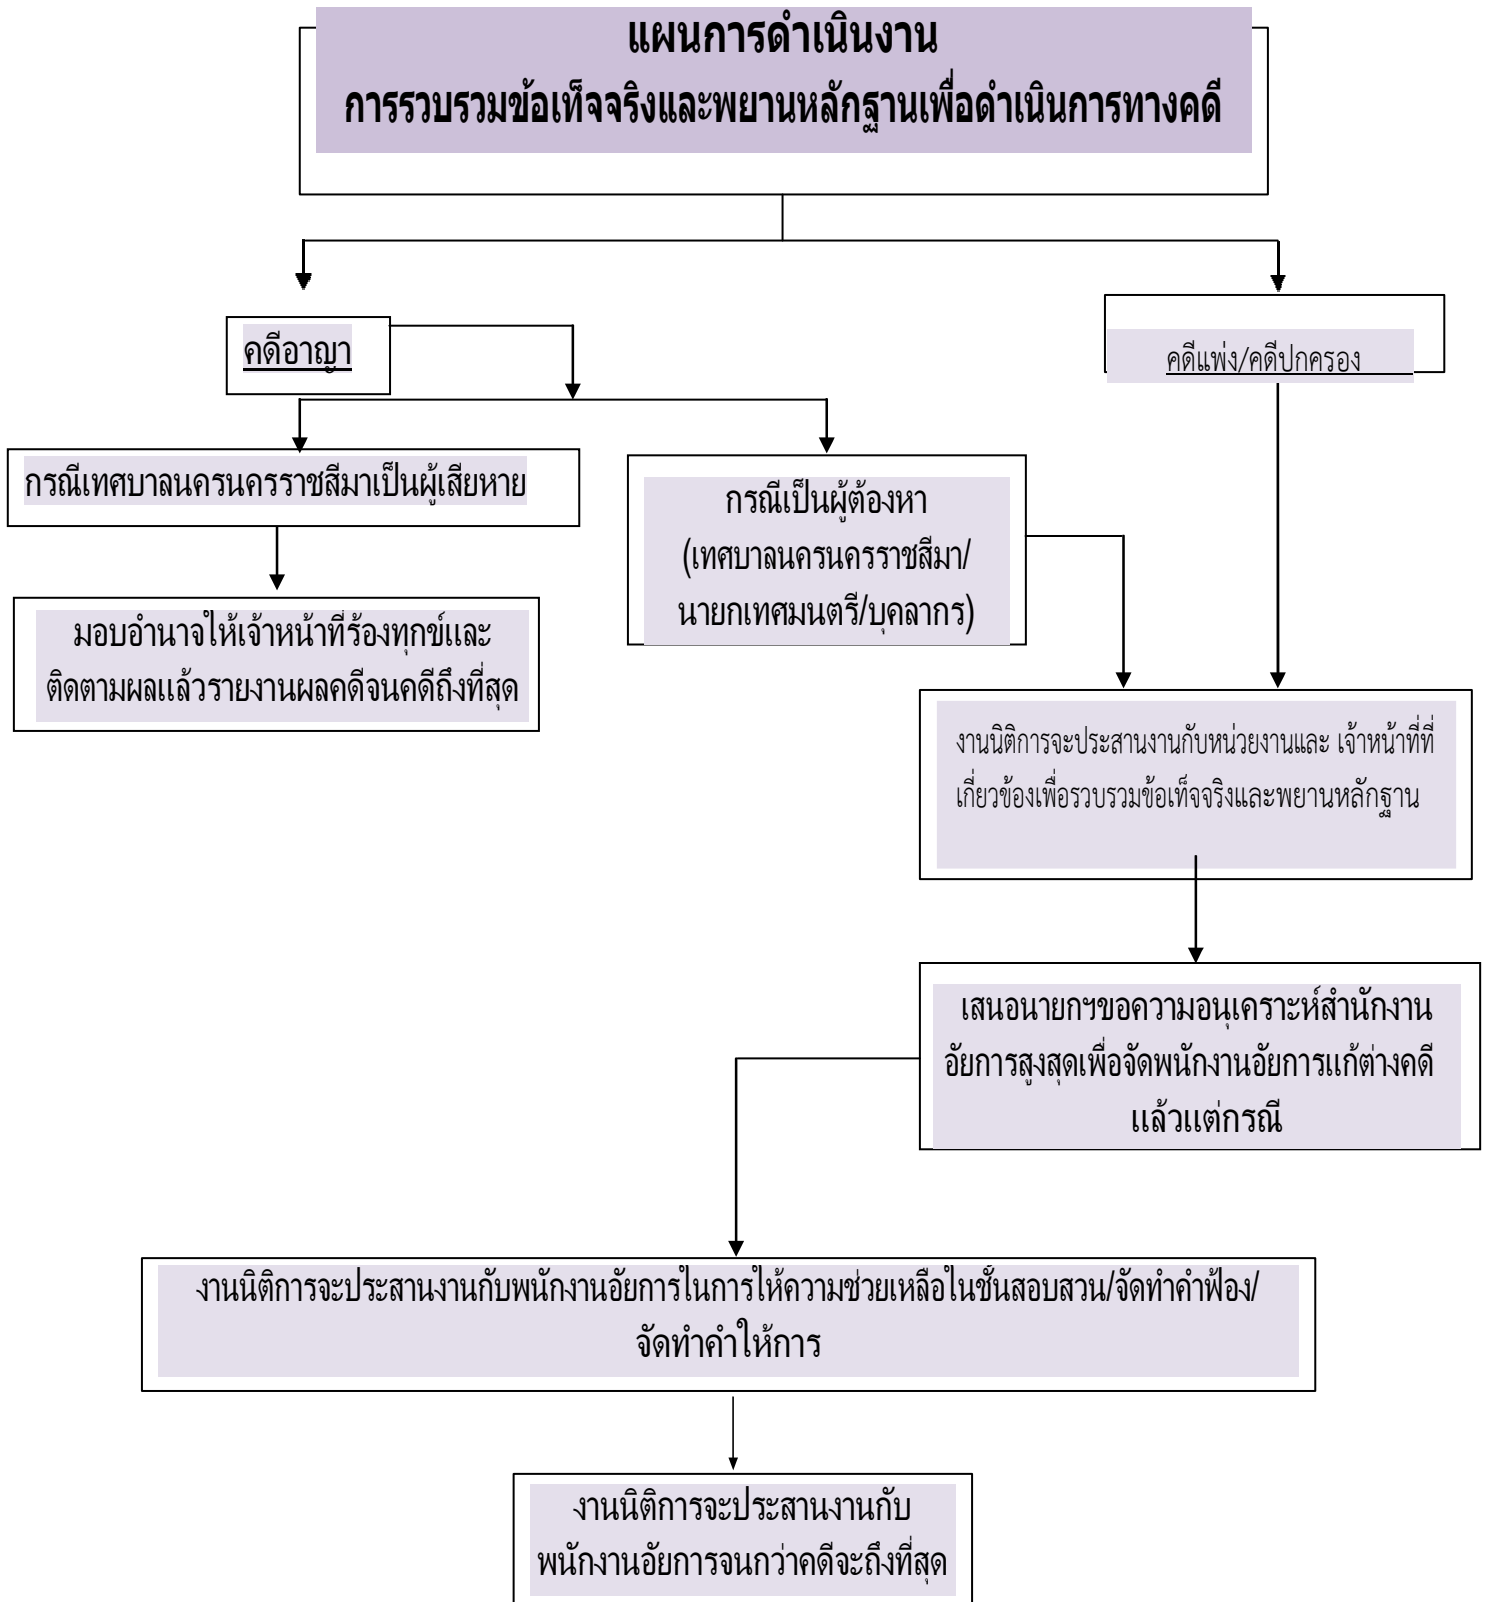 แผนการดำเนินงาน
การรวบรวมข้อเท็จจริงและพยานหลักฐานเพื่อดำเนินการทางคดี
คดีอาญา
คดีแพ่ง/คดีปกครอง
กรณีเทศบาลนครนครราชสีมาเป็นผู้เสียหาย
กรณีเป็นผู้ต้องหา
(เทศบาลนครนครราชสีมา/
นายกเทศมนตรี/บุคลากร)
มอบอำนาจให้เจ้าหน้าที่ร้องทุกข์และ
ติดตามผลแล้วรายงานผลคดีจนคดีถึงที่สุด
งานนิติการจะประสานงานกับหน่วยงานและ เจ้าหน้าที่ที่
เกี่ยวข้องเพื่อรวบรวมข้อเท็จจริงและพยานหลักฐาน
เสนอนายกฯขอความอนุเคราะห์สำนักงาน
อัยการสูงสุดเพื่อจัดพนักงานอัยการแก้ต่างคดี
แล้วแต่กรณี
งานนิติการจะประสานงานกับพนักงานอัยการในการให้ความช่วยเหลือในชั้นสอบสวน/จัดทำคำฟ้อง/
จัดทำคำให้การ
งานนิติการจะประสานงานกับ
พนักงานอัยการจนกว่าคดีจะถึงที่สุด